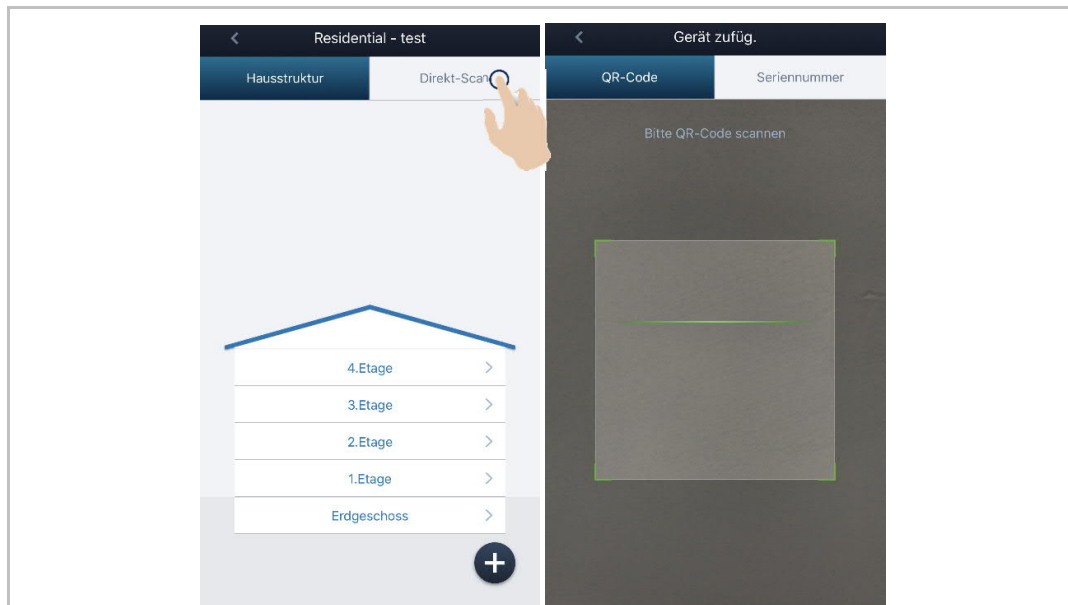 Residential - test
Hausstruktur
Direkt-Scan
4.Etage
3.Etage
2.Etage
1.Etage
Erdgeschoss
Gerät zufüg.
QR-Code
Seriennummer
Bitte QR-Code scannen